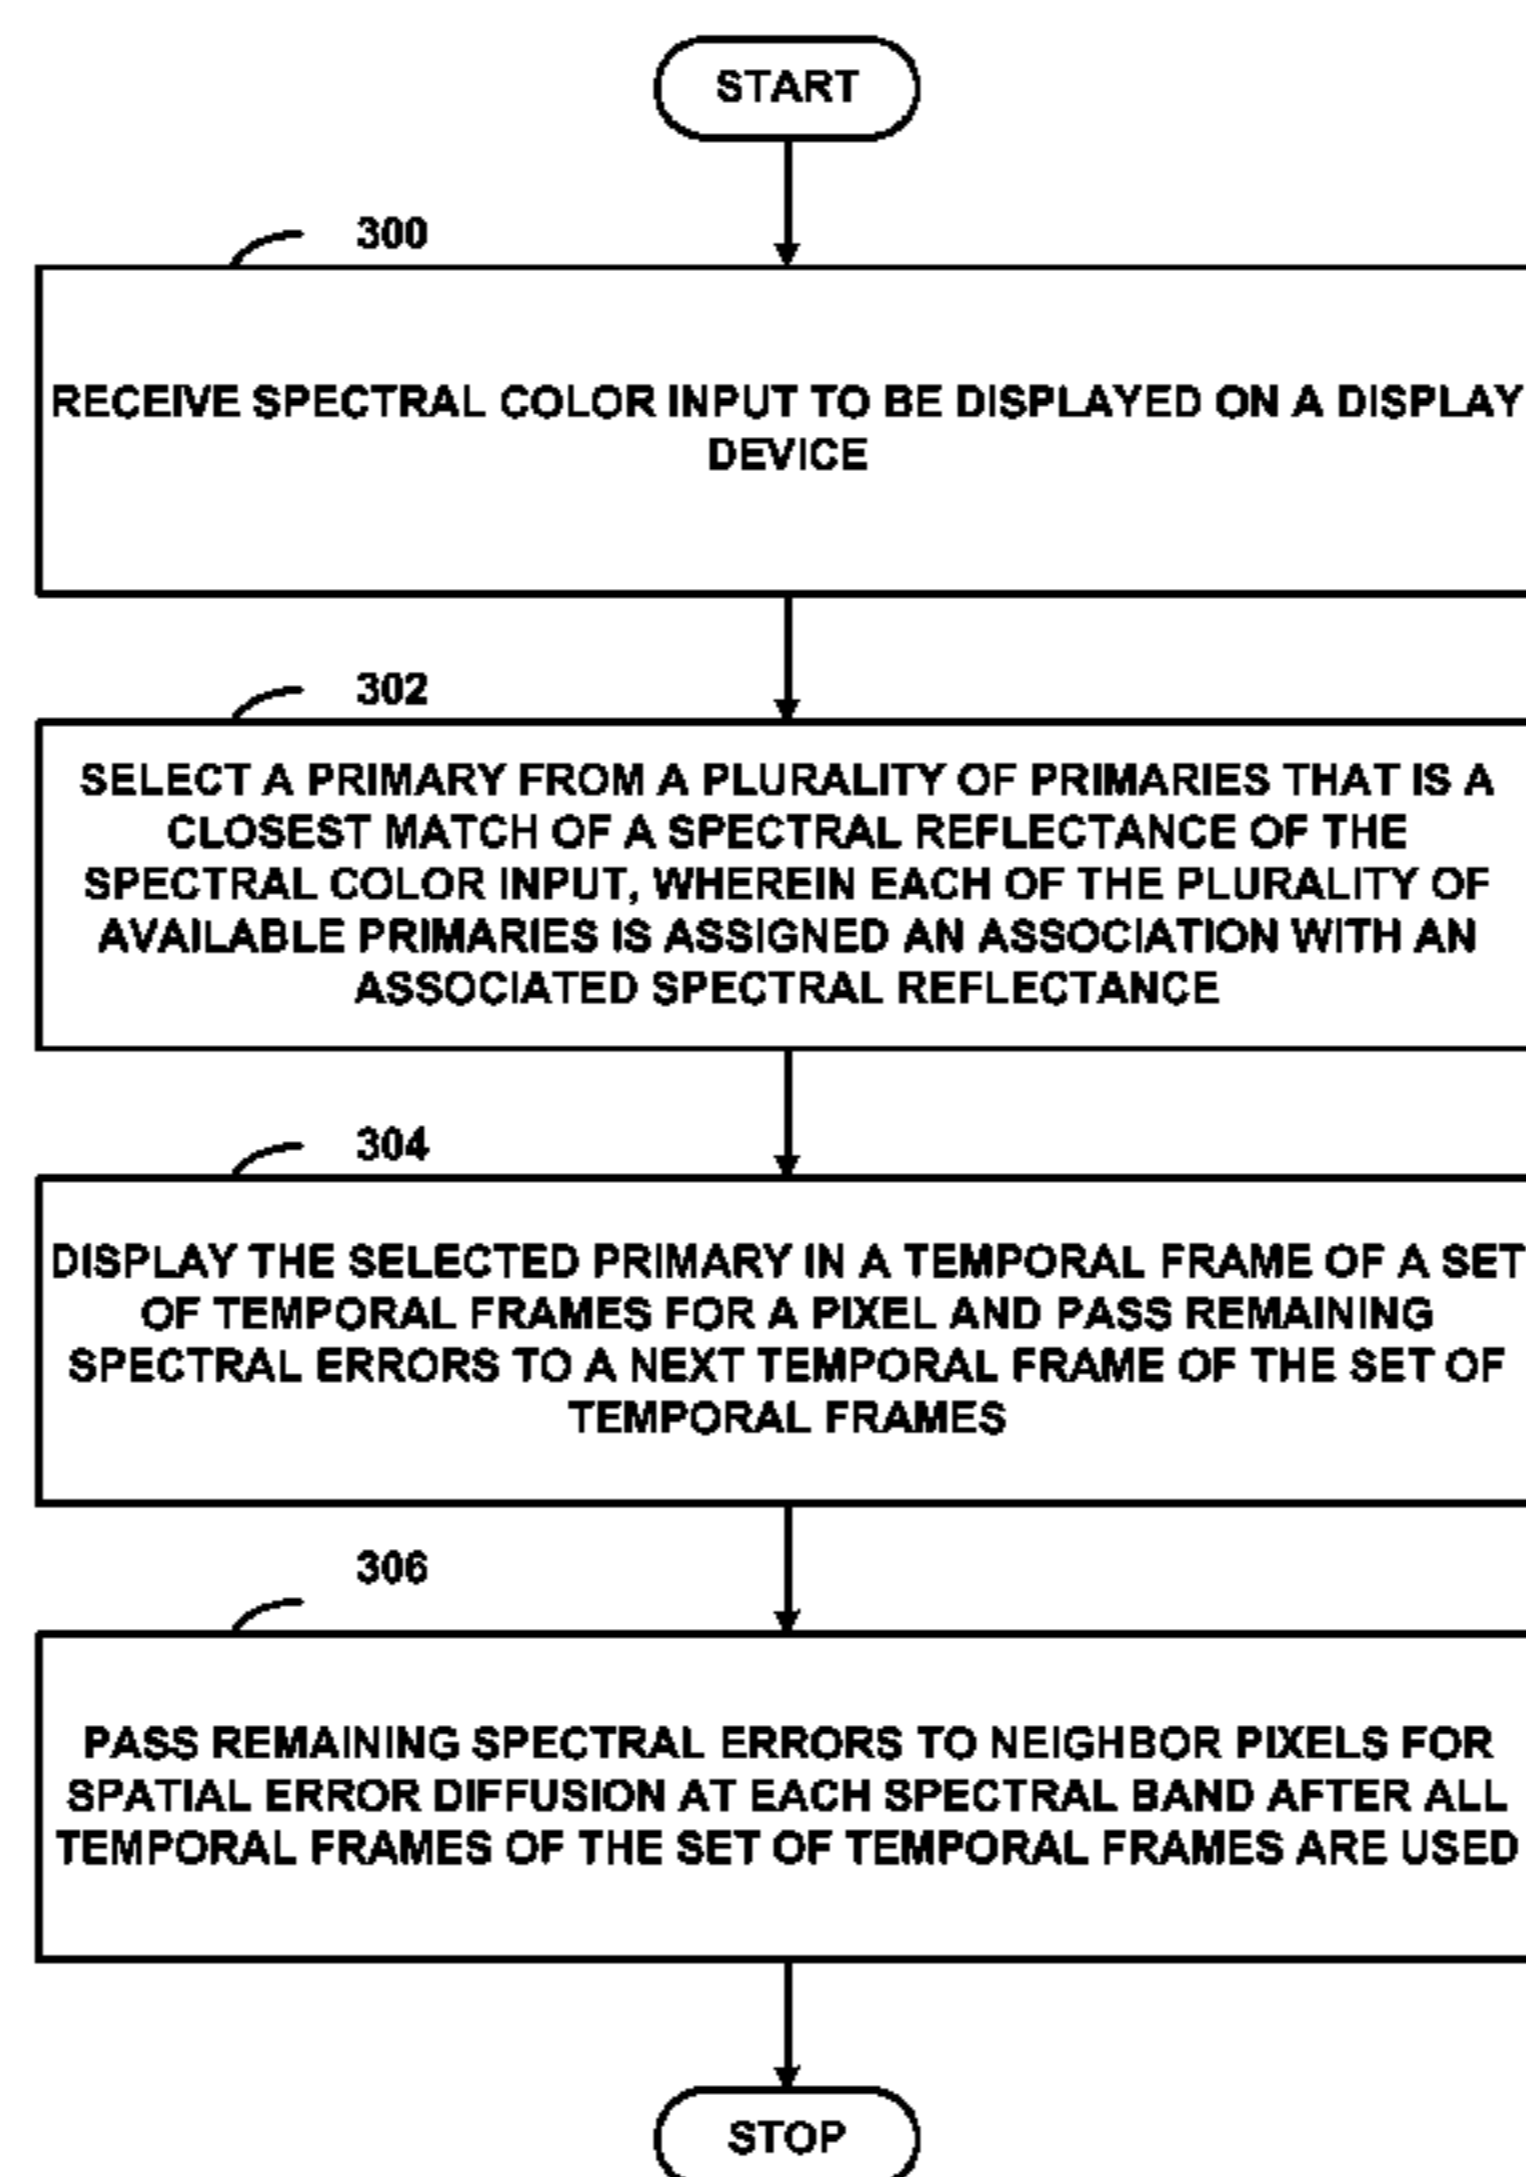 START
300
RECEIVE SPECTRAL COLOR INPUT TO BE DISPLAYED ON A DISPLAY
DEVICE
302
SELECT A PRIMARY FROM A PLURALITY OF PRIMARIES THAT IS A
CLOSEST MATCH OF A SPECTRAL REFLECTANCE OF THE
SPECTRAL COLOR INPUT, WHEREIN EACH OF THE PLURALITY OF
AVAILABLE PRIMARIES IS ASSIGNED AN ASSOCIATION WITH AN
ASSOCIATED SPECTRAL REFLECTANCE
304
DISPLAY THE SELECTED PRIMARY IN A TEMPORAL FRAME OF A SET
OF TEMPORAL FRAMES FOR A PIXEL AND PASS REMAINING
SPECTRAL ERRORS TO A NEXT TEMPORAL FRAME OF THE SET OF
TEMPORAL FRAMES
306
PASS REMAINING SPECTRAL ERRORS TO NEIGHBOR PIXELS FOR
SPATIAL ERROR DIFFUSION AT EACH SPECTRAL BAND AFTER ALL
TEMPORAL FRAMES OF THE SET OF TEMPORAL FRAMES ARE USED
STOP